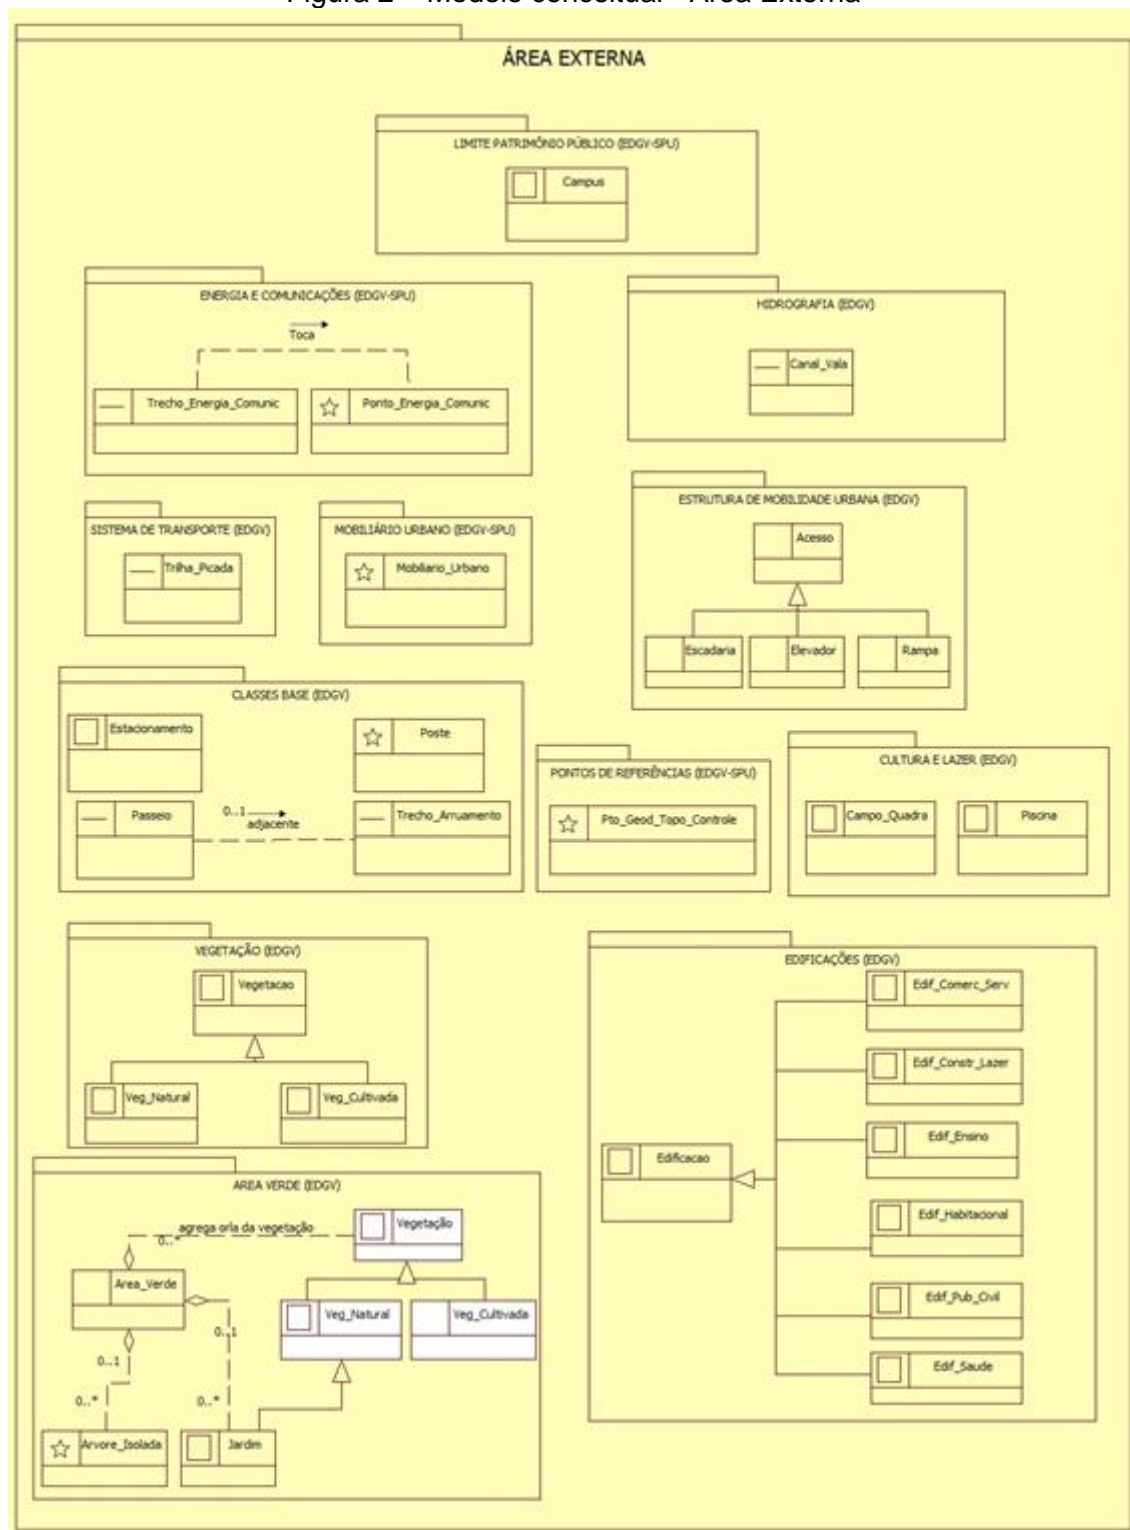 Figura 2 – Modelo conceitual - Área Externa
ÁREA EXTERNA
LIMITE PATRIMÔNIO PÚBLICO (EDGV-SPU)
Campus
ENERGIA E COMUNICAÇÕES (EDGV-SPU)
Toca
Trecho_Energia_Comunic
Ponto_Energia_Comunic
HIDROGRAFIA (EDGV)
Canal_Vala
SISTEMA DE TRANSPORTE (EDGV)
Trilha_Picada
MOBILIÁRIO URBANO (EDGV-SPU)
Mobiliario_Urbano
ESTRUTURA DE MOBILIDADE URBANA (EDGV)
Acesso
Escadaria
Elevador
Rampa
CLASSES BASE (EDGV)
Estacionamento
Poste
Passeio
0..1
adjacente
Trecho_Arruamento
PONTOS DE REFERÊNCIAS (EDGV-SPU)
Pto_Geod_Topo_Controle
CULTURA E LAZER (EDGV)
Campo_Quadra
Piscina
VEGETAÇÃO (EDGV)
Vegetacao
Veg_Natural
Veg_Cultivada
EDIFICAÇÕES (EDGV)
Edif_Comerc_Serv
Edif_Constr_Lazer
Edif_Ensino
Edificacao
Edif_Habitacional
Edif_Pub_Civil
Edif_Saude
AREA VERDE (EDGV)
agrega orla da vegetação
0..*
Vegetação
Area_Verde
Veg_Natural
Veg_Cultivada
0..1
0..1
0..*
0..*
Arvore_Isolada
Jardim